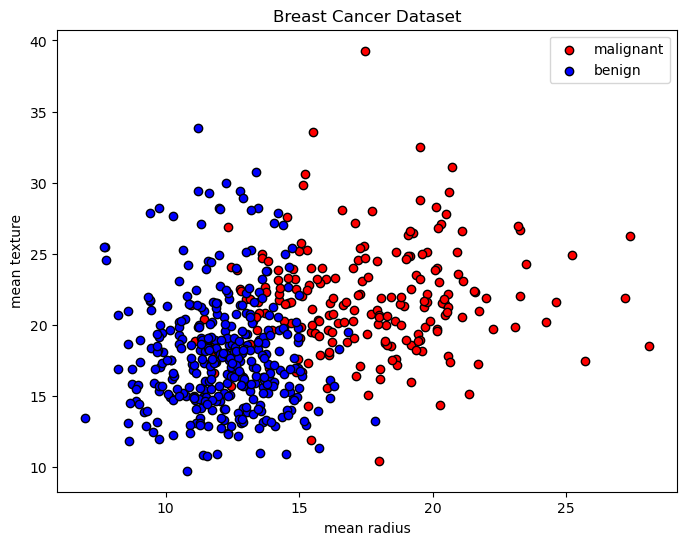 Breast Cancer Dataset
malignant
benign
mean texture
40
35
30
25
20
15
10
10 15 20 25
mean radius